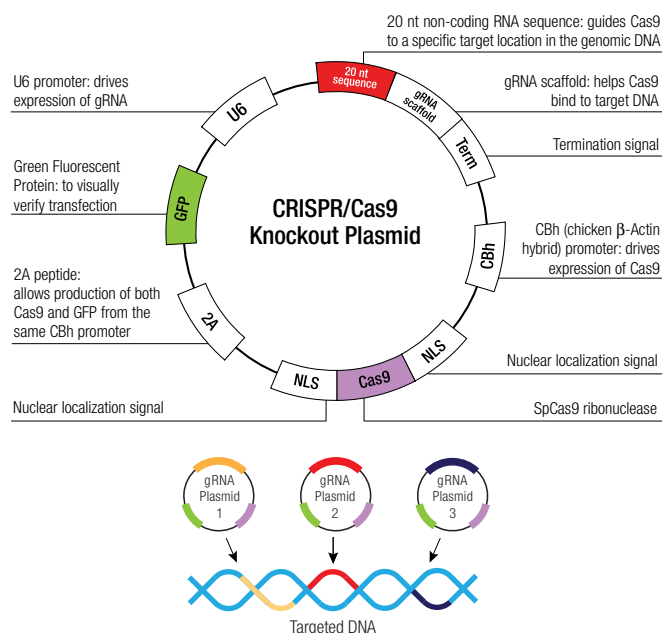 20 nt non-coding RNA sequence: guides Cas9
to a specific target location in the genomic DNA
U6 promoter: drives
expression of gRNA
gRNA scaffold: helps Cas9
bind to target DNA
Termination signal
Green Fluorescent
Protein: to visually
verify transfection
CBh (chicken β-Actin
hybrid) promoter: drives
expression of Cas9
2A peptide:
allows production of both
Cas9 and GFP from the
same CBh promoter
Nuclear localization signal
Nuclear localization signal
SpCas9 ribonuclease
CRISPR/Cas9
Knockout Plasmid
20 nt
sequence
gRNA
scaffold
Term
CBh
NLS
Cas9
NLS
2A
GFP
U6
gRNA
Plasmid
1
gRNA
Plasmid
2
gRNA
Plasmid
3
Targeted DNA